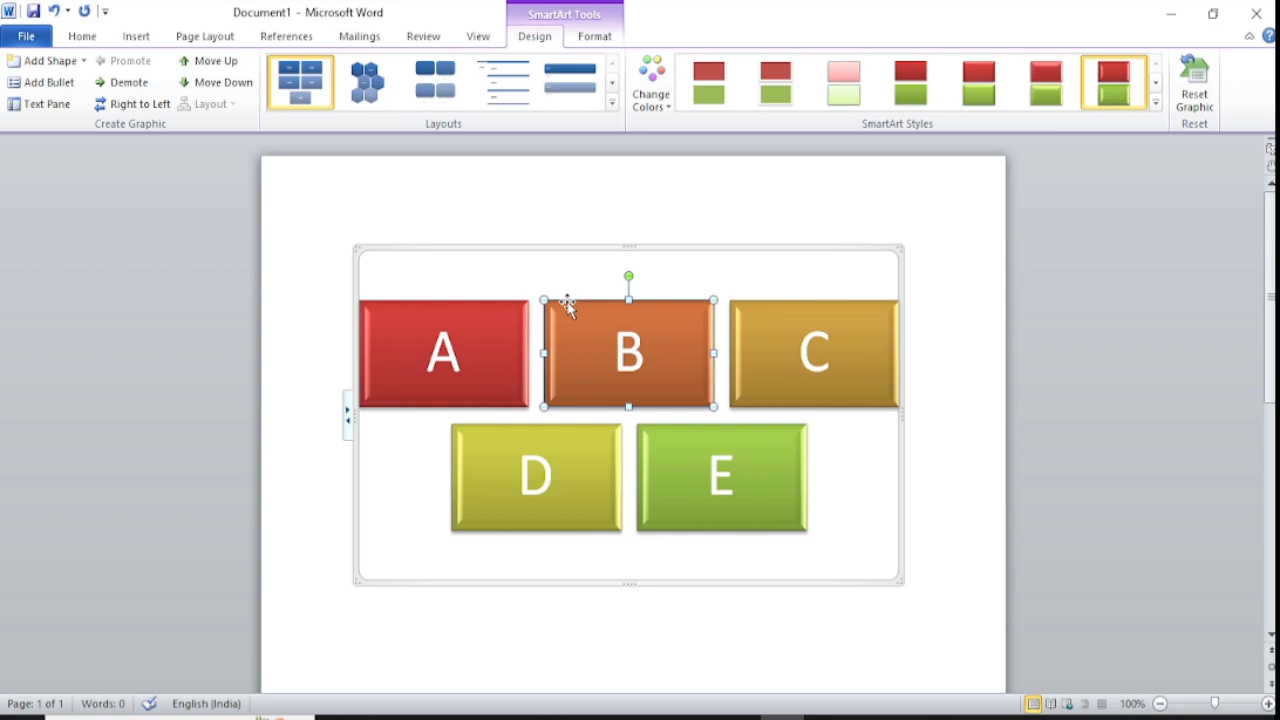 Document1 - Microsoft Word
SmartArt Tools
File Home Insert Page Layout References Mailings Review View Design Format
Add Shape Promote Move Up
Add Bullet Demote Move Down
Text Pane Right to Left Layout
Change Colors
Reset Graphic
Create Graphic Layouts SmartArt Styles Reset
A B C
D E
Page: 1 of 1 Words: 0 English (India) 100%